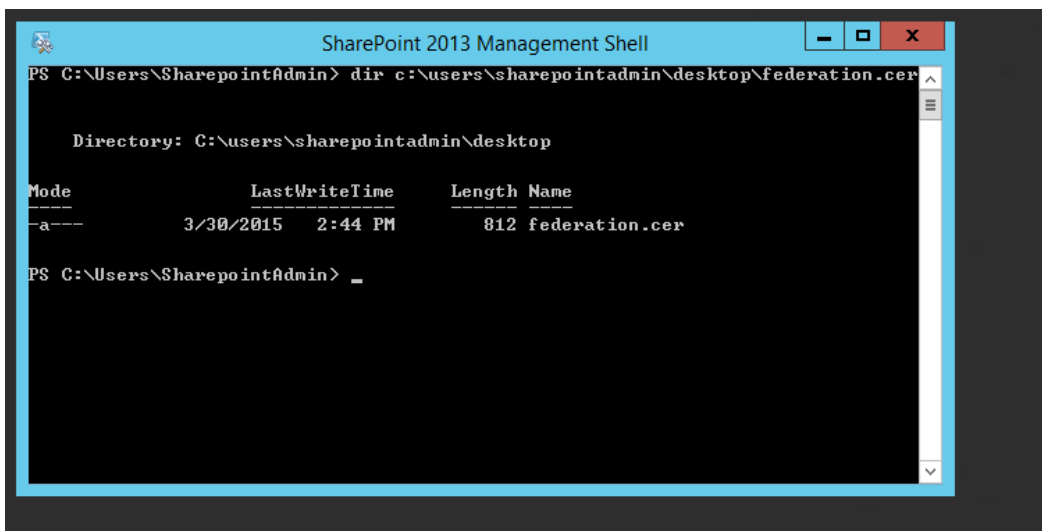 SharePoint 2013 Management Shell
PS C:\Users\SharepointAdmin> dir c:\users\sharepointadmin\desktop\federation.cer
Directory: C:\users\sharepointadmin\desktop
Mode LastWriteTime Length Name
---- ------------- ------ ----
-a--- 3/30/2015 2:44 PM 812 federation.cer
PS C:\Users\SharepointAdmin> _